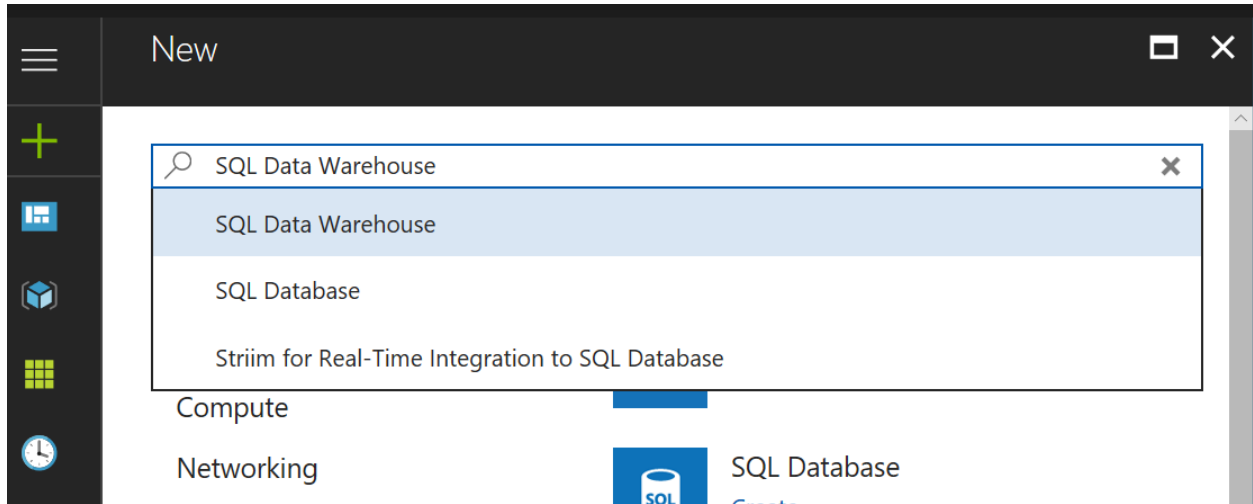 New
SQL Data Warehouse
SQL Data Warehouse
SQL Database
Striim for Real-Time Integration to SQL Database
Compute
Networking
SQL
SQL Database
Create